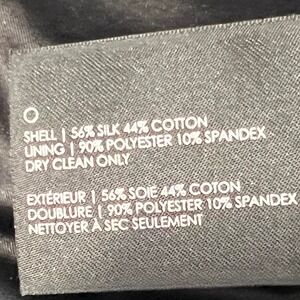 SHELL | 56% SILK 44% COTTON
LINING | 90% POLYESTER 10% SPANDEX
DRY CLEAN ONLY
EXTÉRIEUR | 56% SOIE 44% COTON
DOUBLURE | 90% POLYESTER 10% SPANDEX
NETTOYER À SEC SEULEMENT